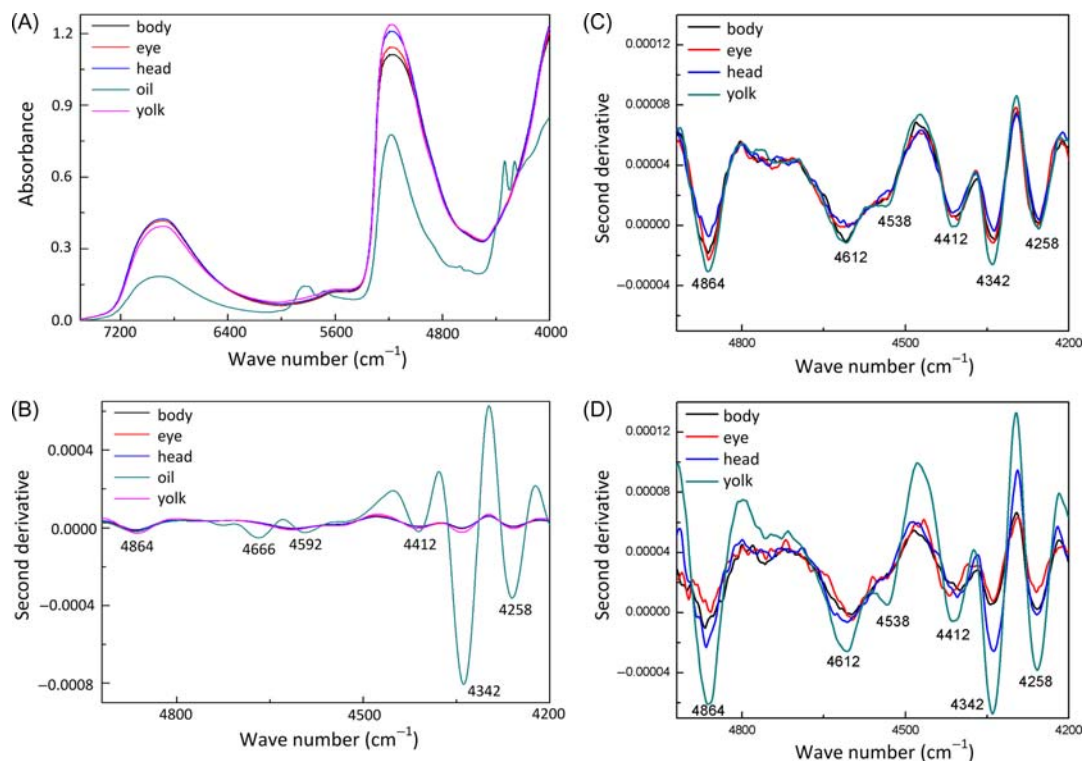 (A)
body
eye
head
oil
yolk
1.2
0.9
0.6
0.3
0.0
Absorbance
7200
6400
5600
4800
4000
Wave number (cm−1)
(B)
body
eye
head
oil
yolk
0.0004
0.0000
−0.0004
−0.0008
Second derivative
4864
4666
4592
4412
4342
4258
4800
4500
4200
Wave number (cm−1)
(C)
body
eye
head
yolk
0.00012
0.00008
0.00004
0.00000
−0.00004
Second derivative
4864
4612
4538
4412
4342
4258
4800
4500
4200
Wave number (cm−1)
(D)
body
eye
head
yolk
0.00012
0.00008
0.00004
0.00000
−0.00004
Second derivative
4864
4612
4538
4412
4342
4258
4800
4500
4200
Wave number (cm−1)